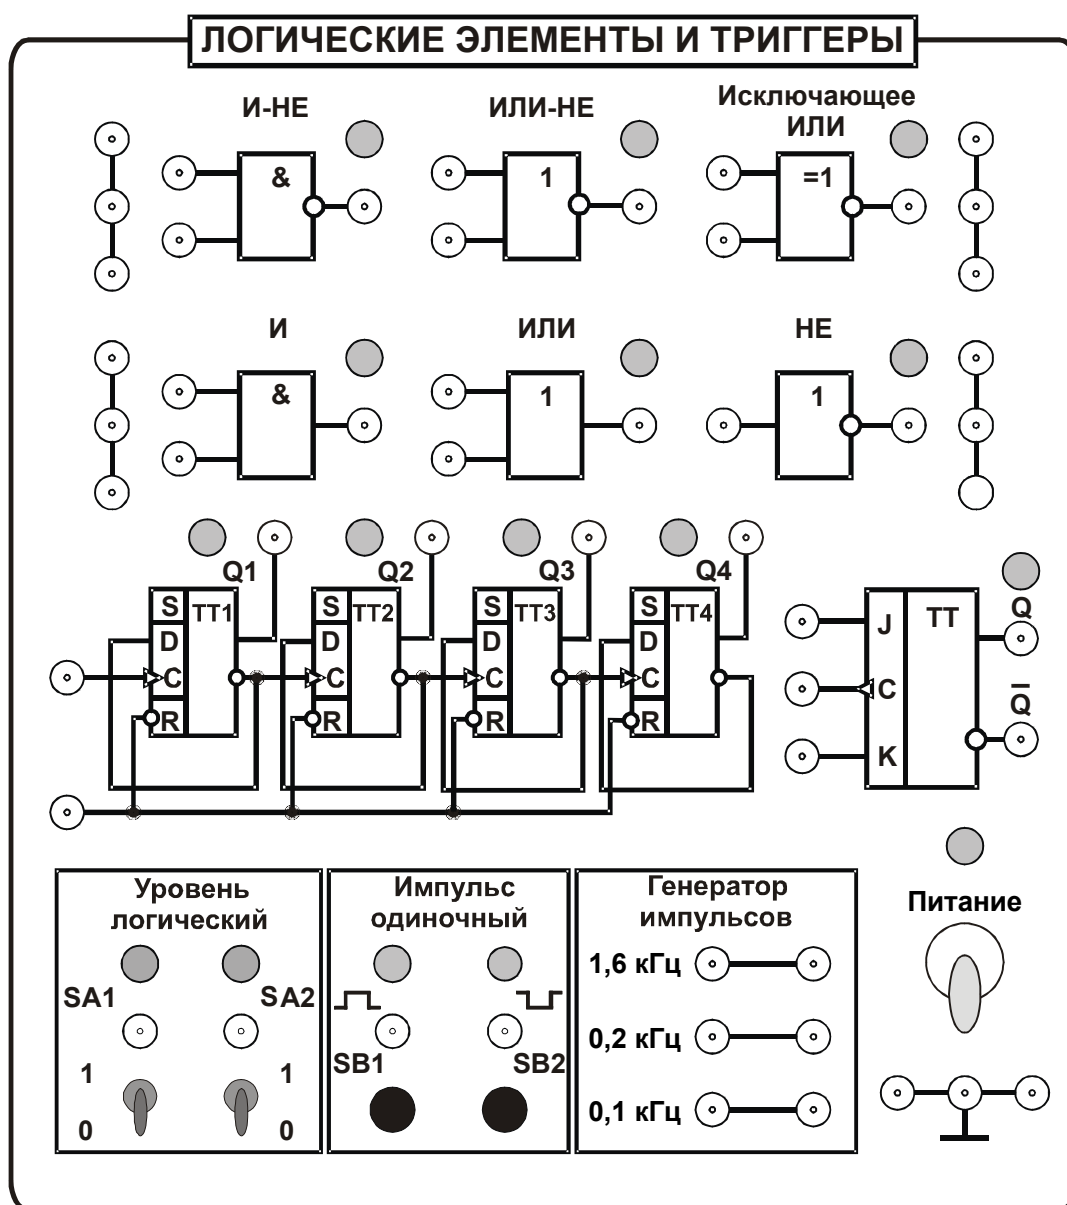 ЛОГИЧЕСКИЕ ЭЛЕМЕНТЫ И ТРИГГЕРЫ
И-НЕ
ИЛИ-НЕ
Исключающее
ИЛИ
&
1
=1
И
ИЛИ
НЕ
&
1
1
Q1
Q2
Q3
Q4
S
TT1
D
C
R
S
TT2
D
C
R
S
TT3
D
C
R
S
TT4
D
C
R
J
TT
C
K
Q
Q̅
Уровень
логический
SA1
SA2
1
1
0
0
Импульс
одиночный
SB1
SB2
Генератор
импульсов
1,6 кГц
0,2 кГц
0,1 кГц
Питание